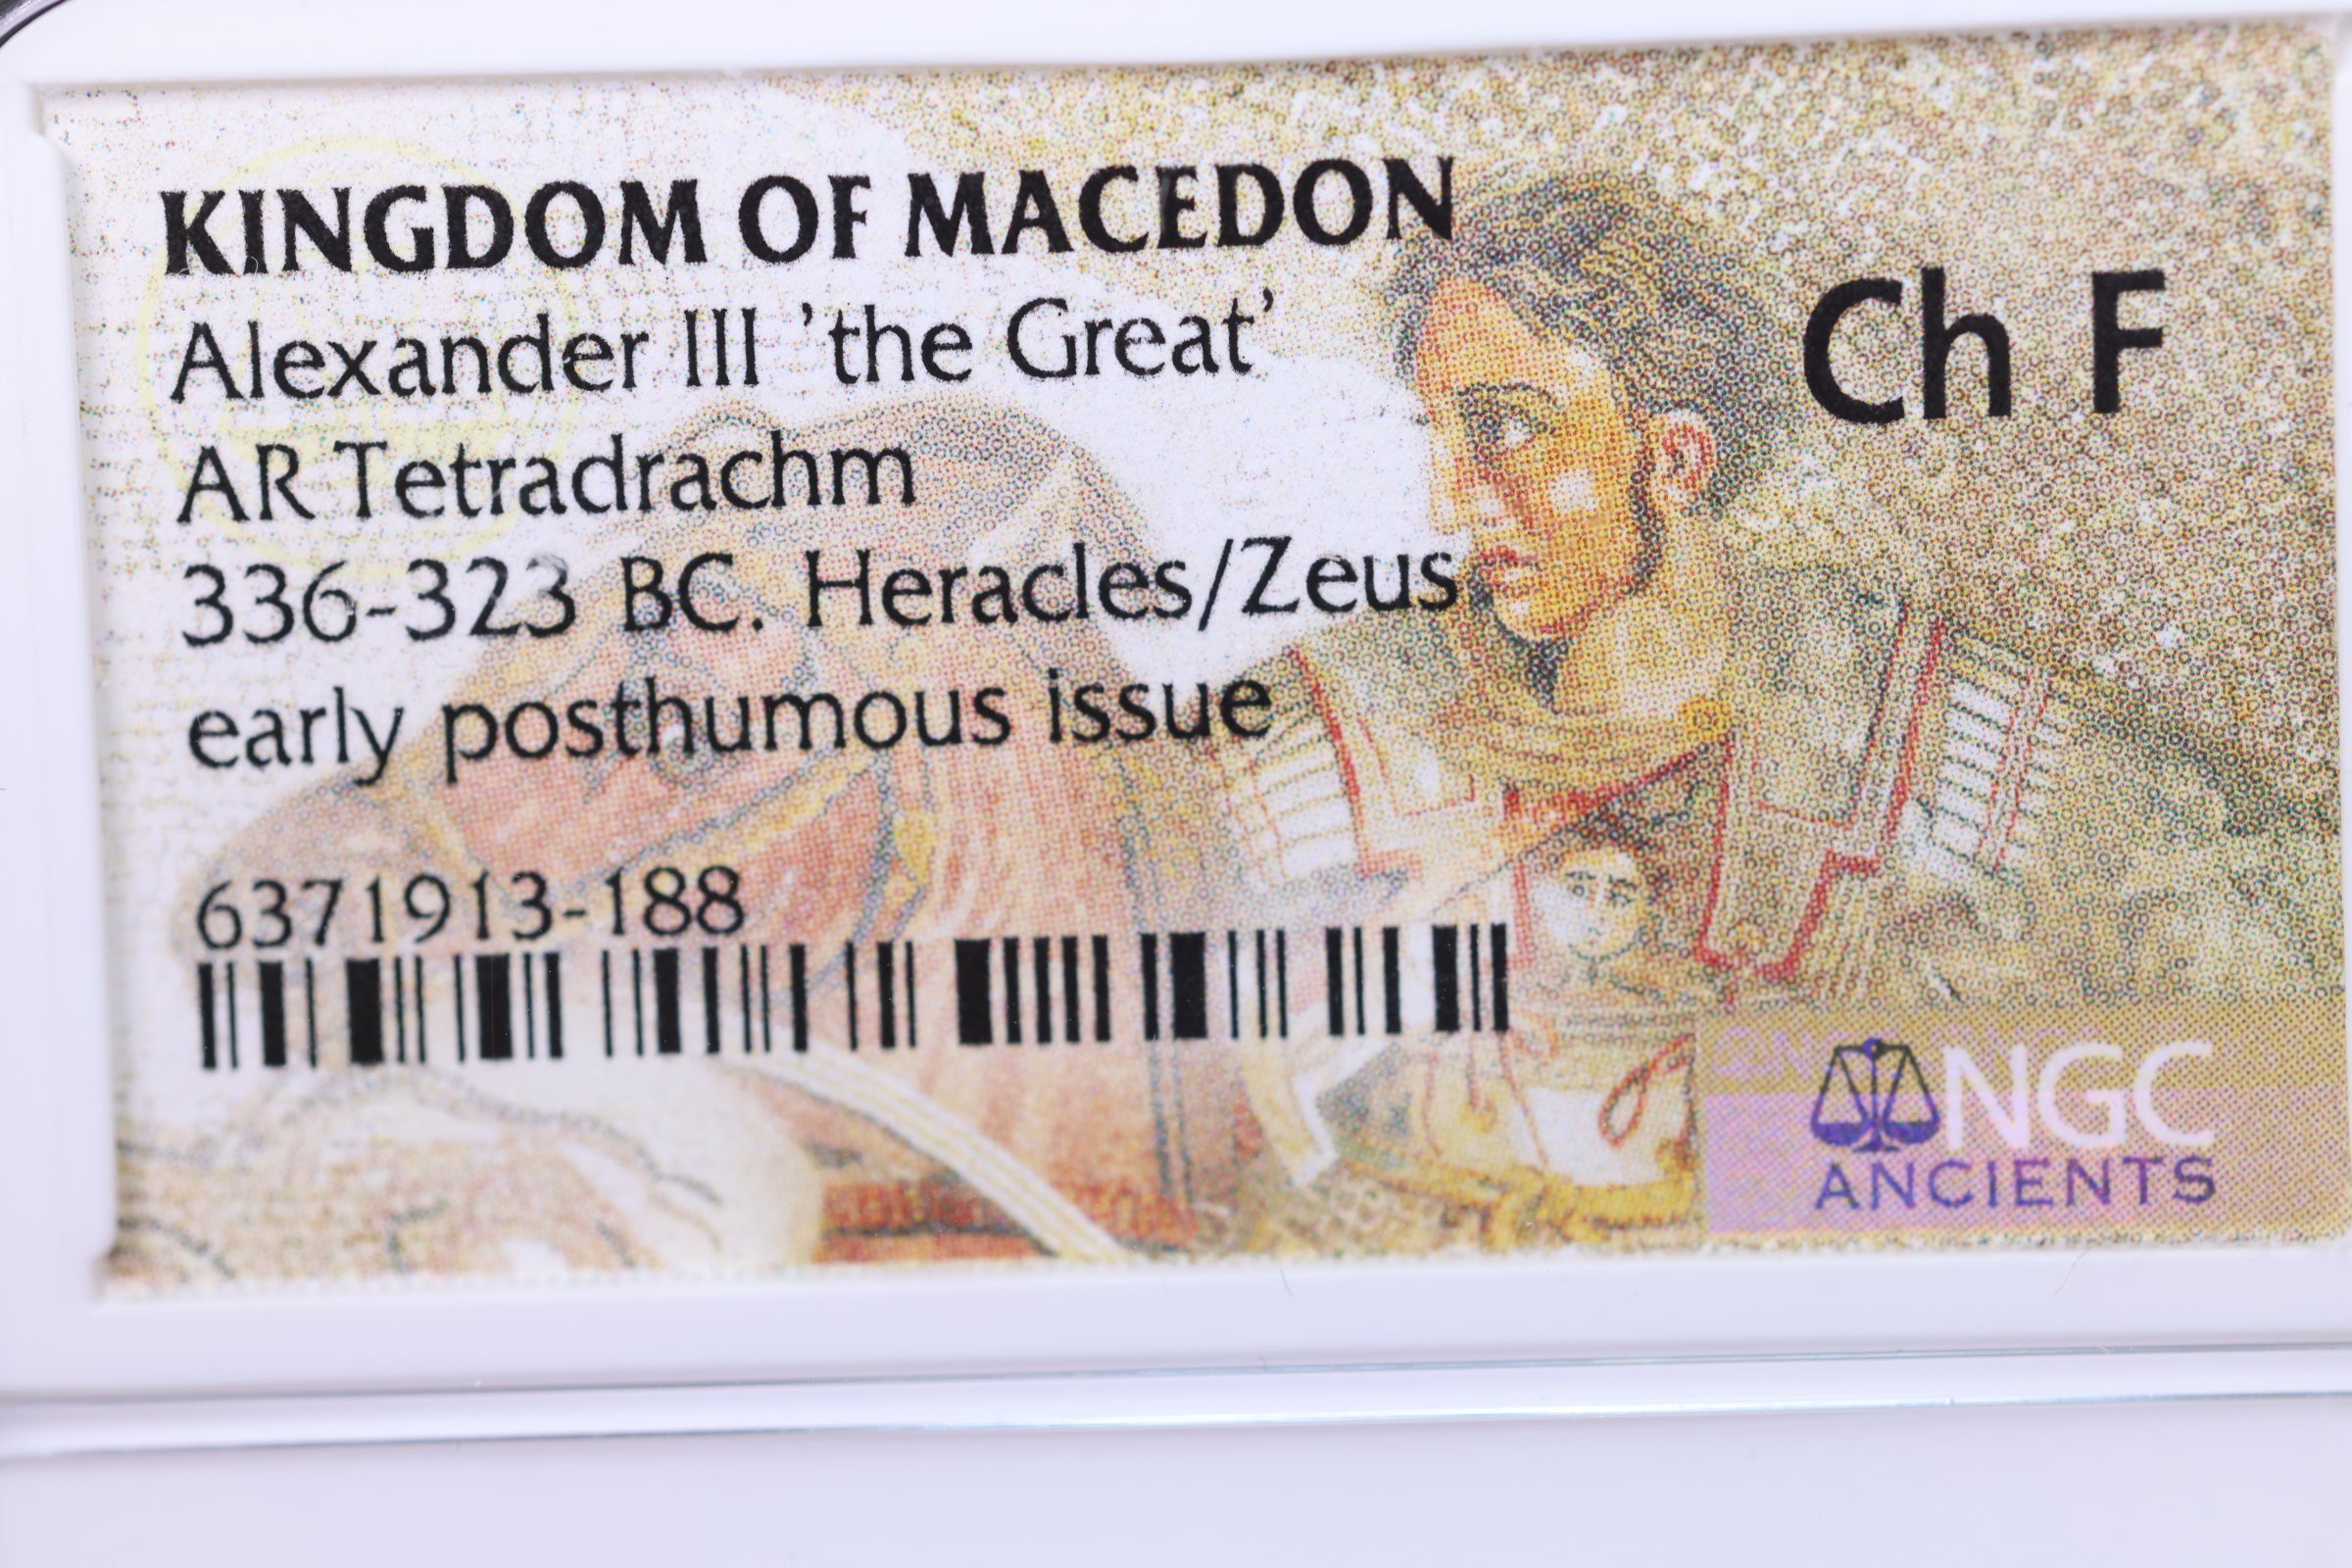 KINGDOM OF MACEDON
Alexander III 'the Great'
Ch F
AR Tetradrachm
336-323 BC. Heracles/Zeus
early posthumous issue
6371913-188
NGC
ANCIENTS